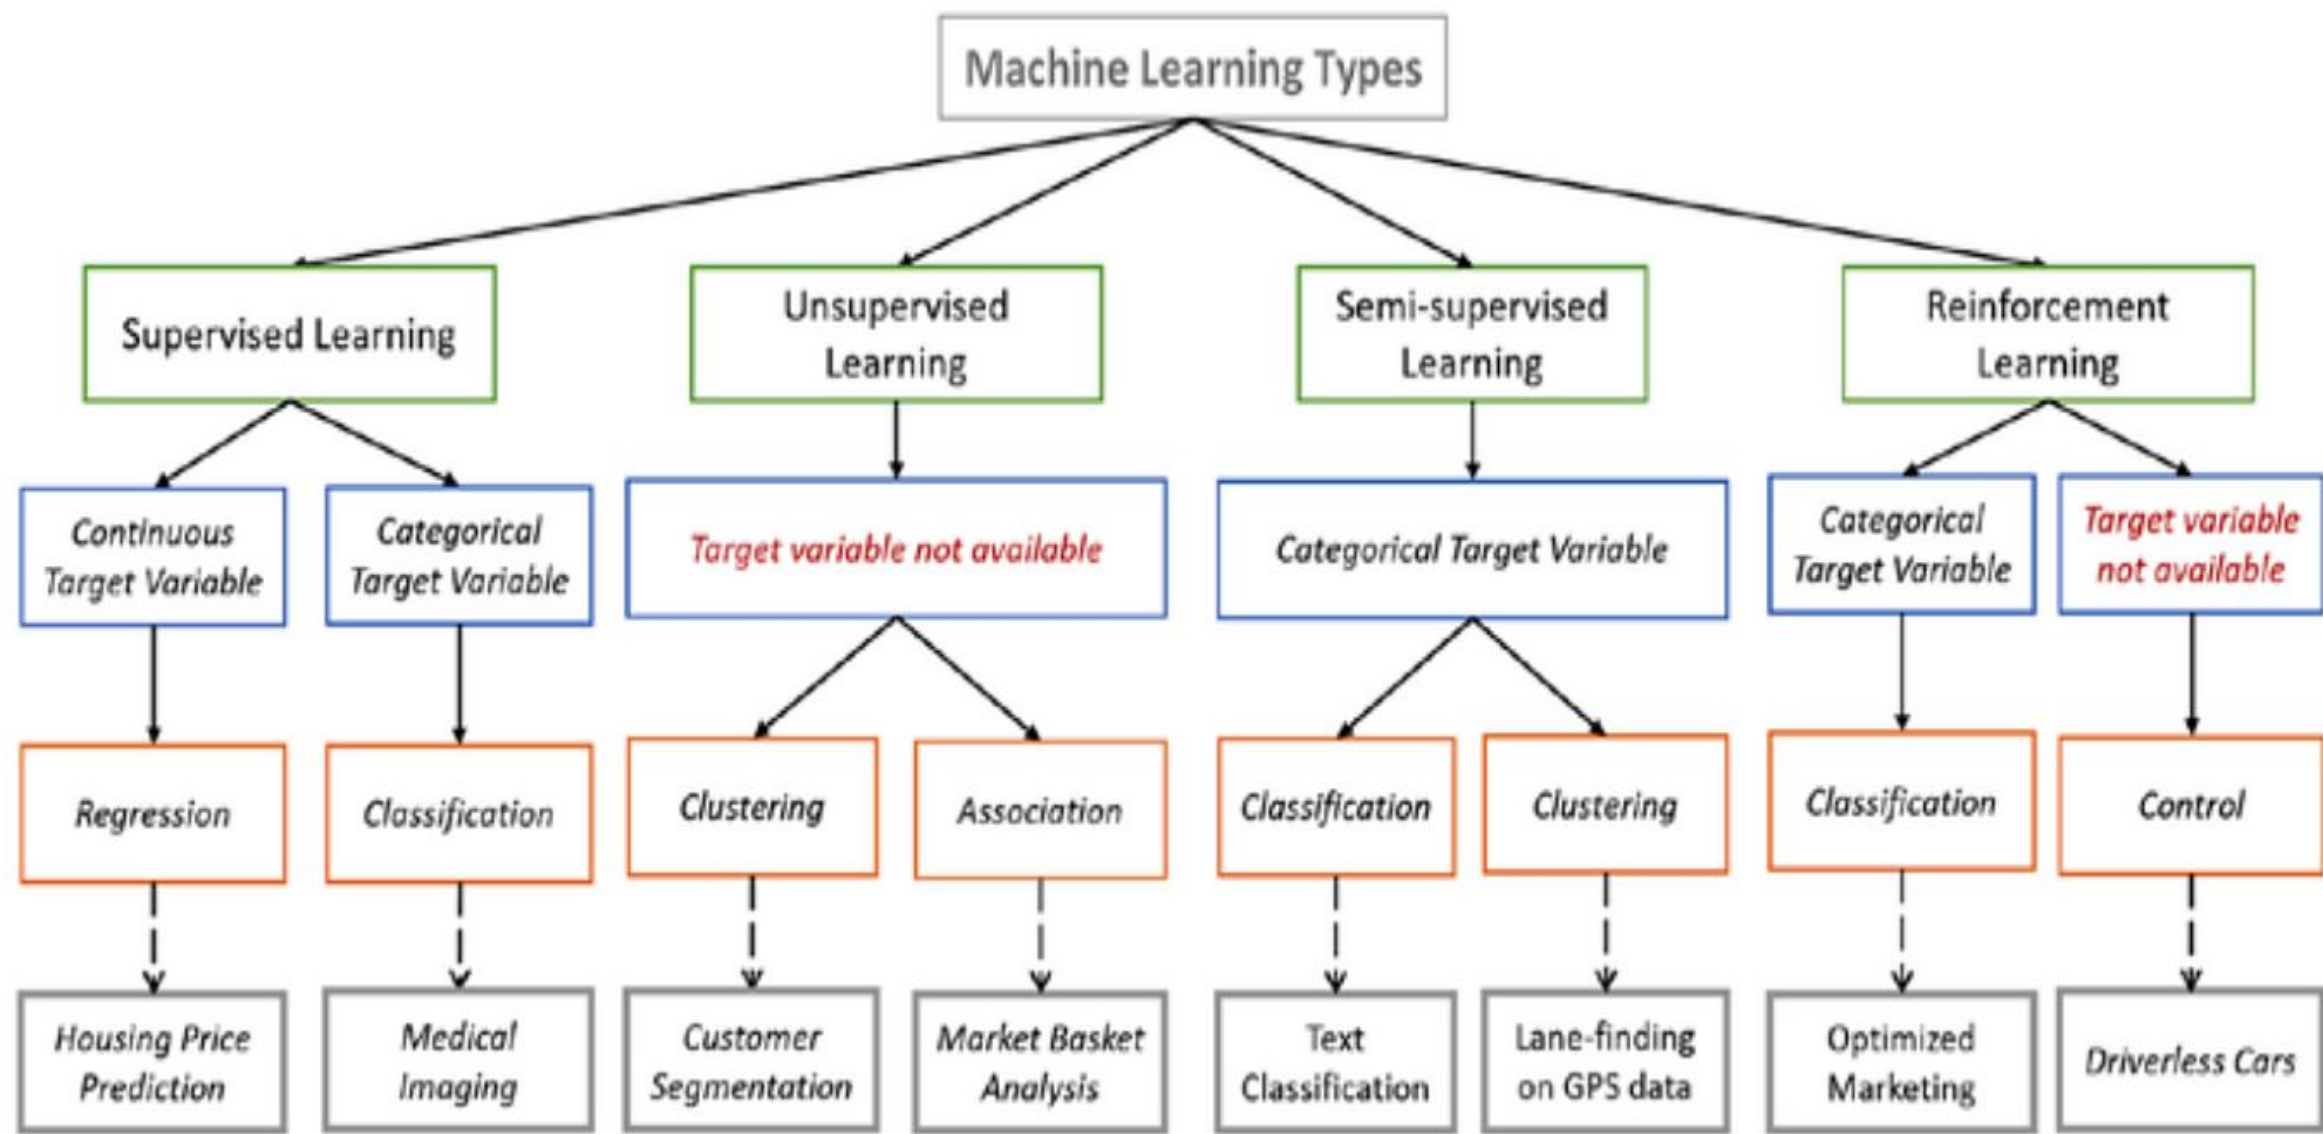 Machine Learning Types
Supervised Learning
Unsupervised
Learning
Semi-supervised
Learning
Reinforcement
Learning
Continuous
Target Variable
Categorical
Target Variable
Target variable not available
Categorical Target Variable
Categorical
Target Variable
Target variable
not available
Regression
Classification
Clustering
Association
Classification
Clustering
Classification
Control
Housing Price
Prediction
Medical
Imaging
Customer
Segmentation
Market Basket
Analysis
Text
Classification
Lane-finding
on GPS data
Optimized
Marketing
Driverless Cars